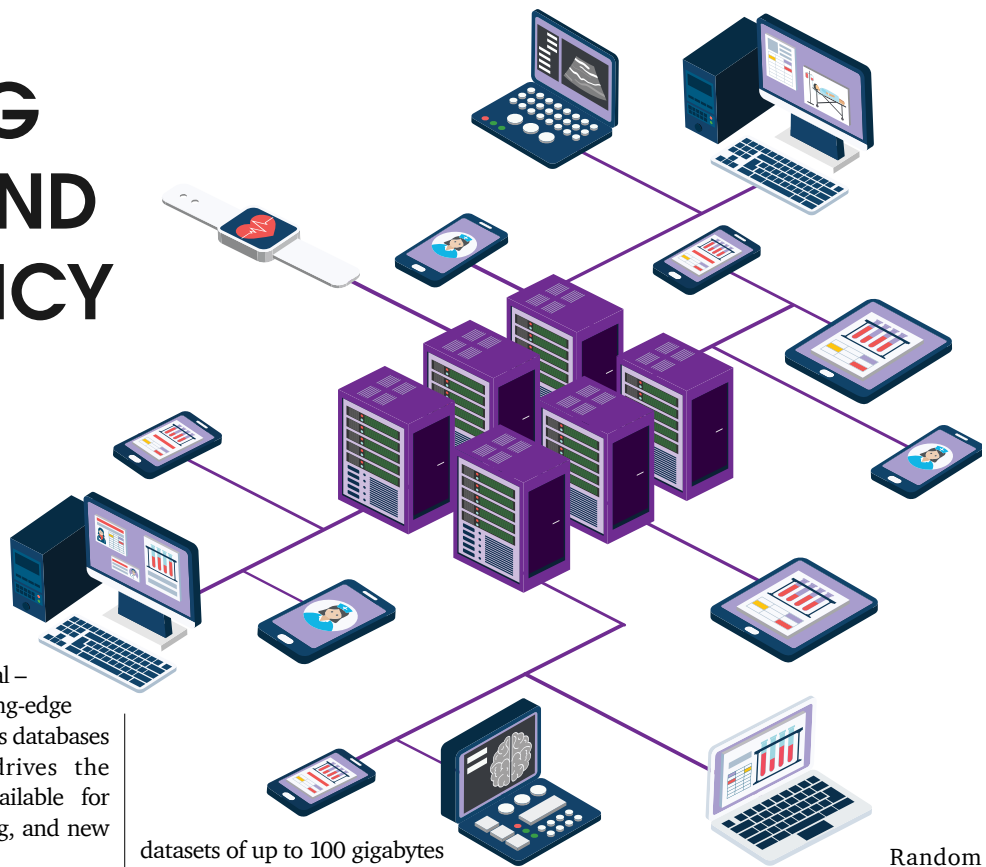 G
ND
ICY
al –
ng-edge
s databases
drives the
ailable for
g, and new
datasets of up to 100 gigabytes
Random